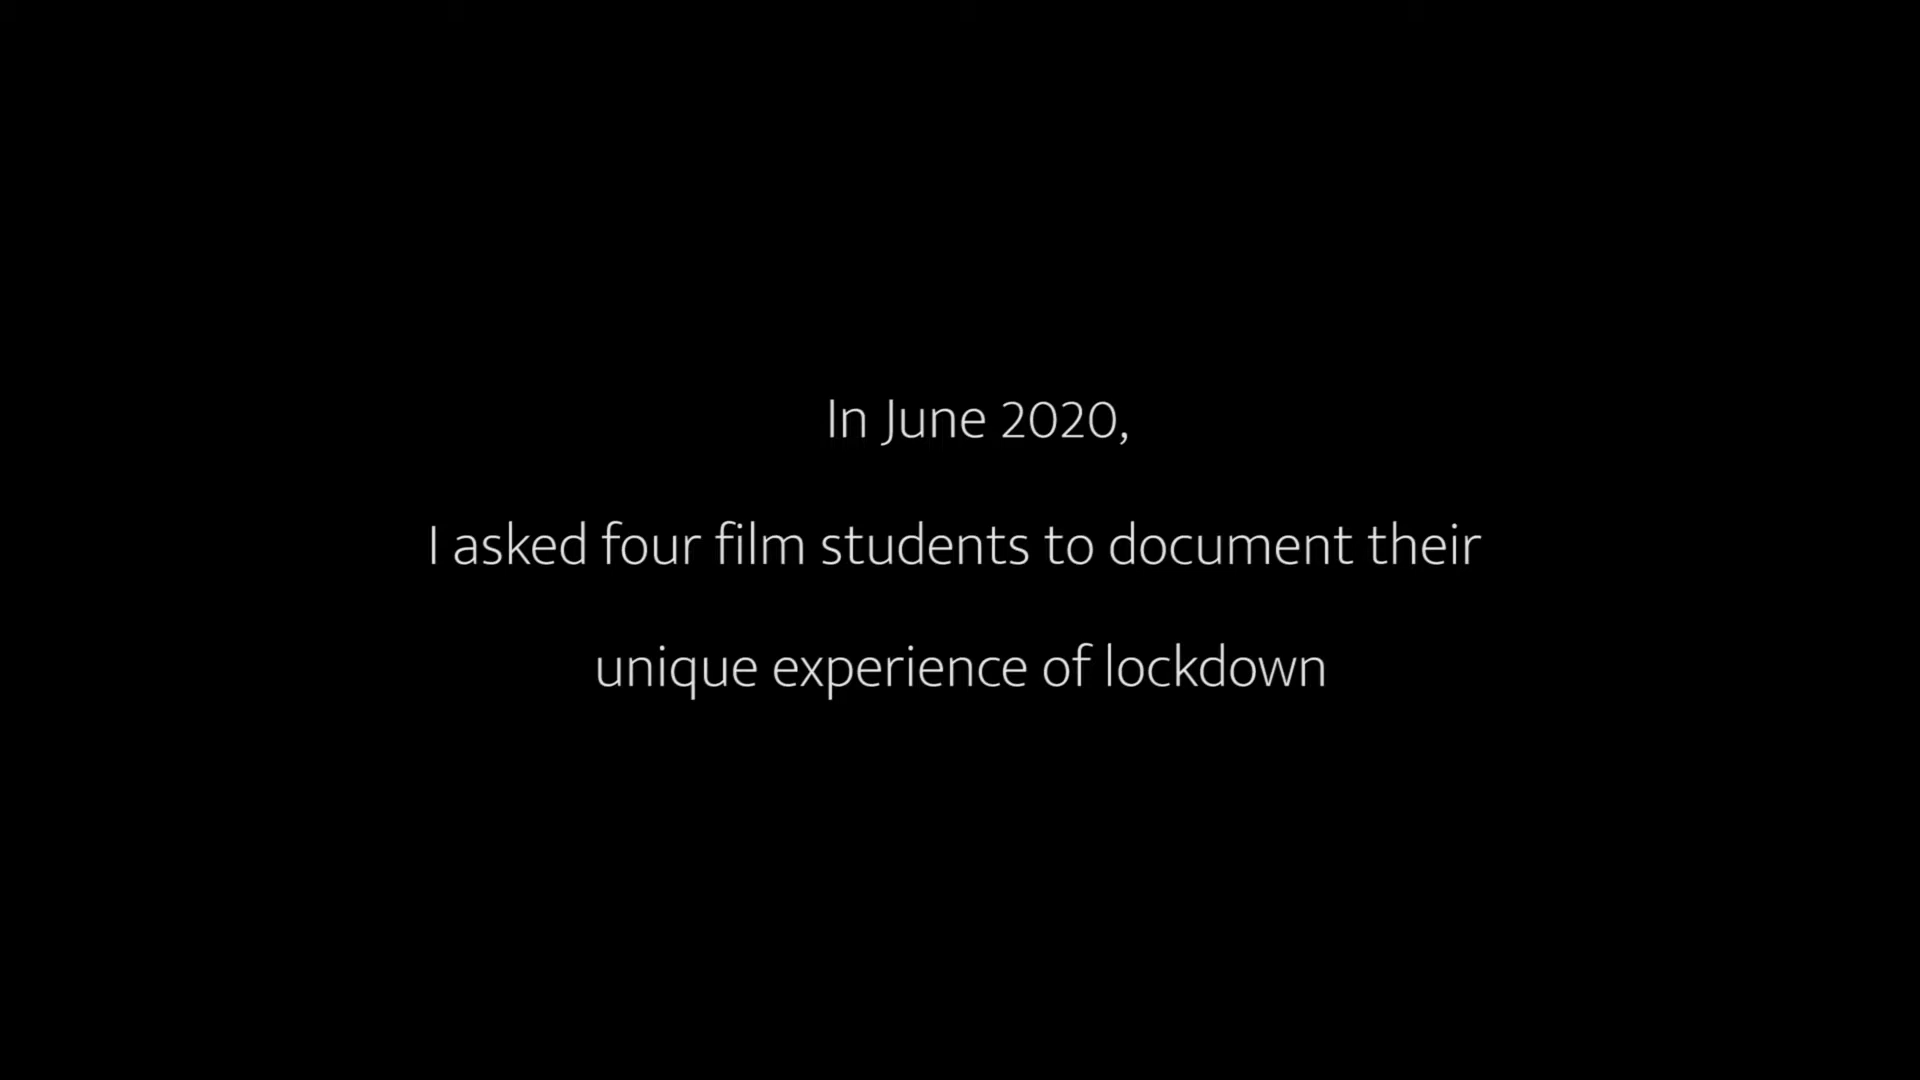 In June 2020,
I asked four film students to document their
unique experience of lockdown